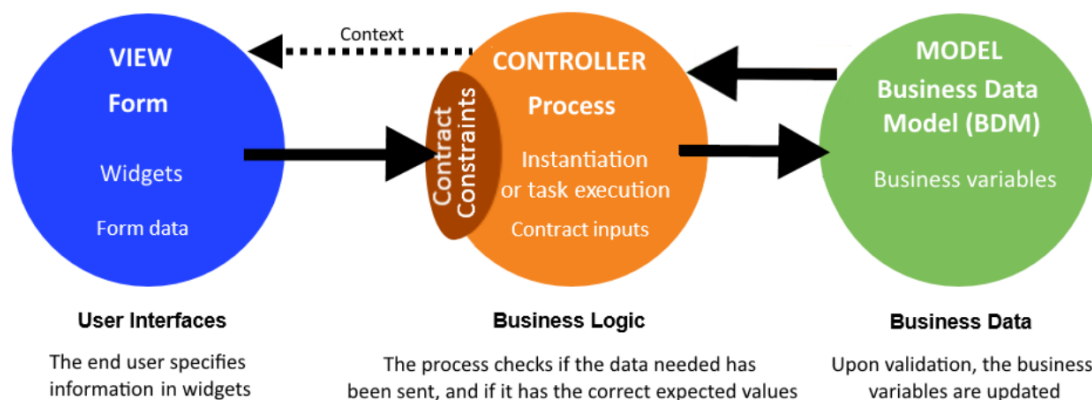 VIEW
Form
Widgets
Form data
Context
Contract
Constraints
CONTROLLER
Process
Instantiation
or task execution
Contract inputs
MODEL
Business Data
Model (BDM)
Business variables
User Interfaces
The end user specifies
information in widgets
Business Logic
The process checks if the data needed has
been sent, and if it has the correct expected values
Business Data
Upon validation, the business
variables are updated